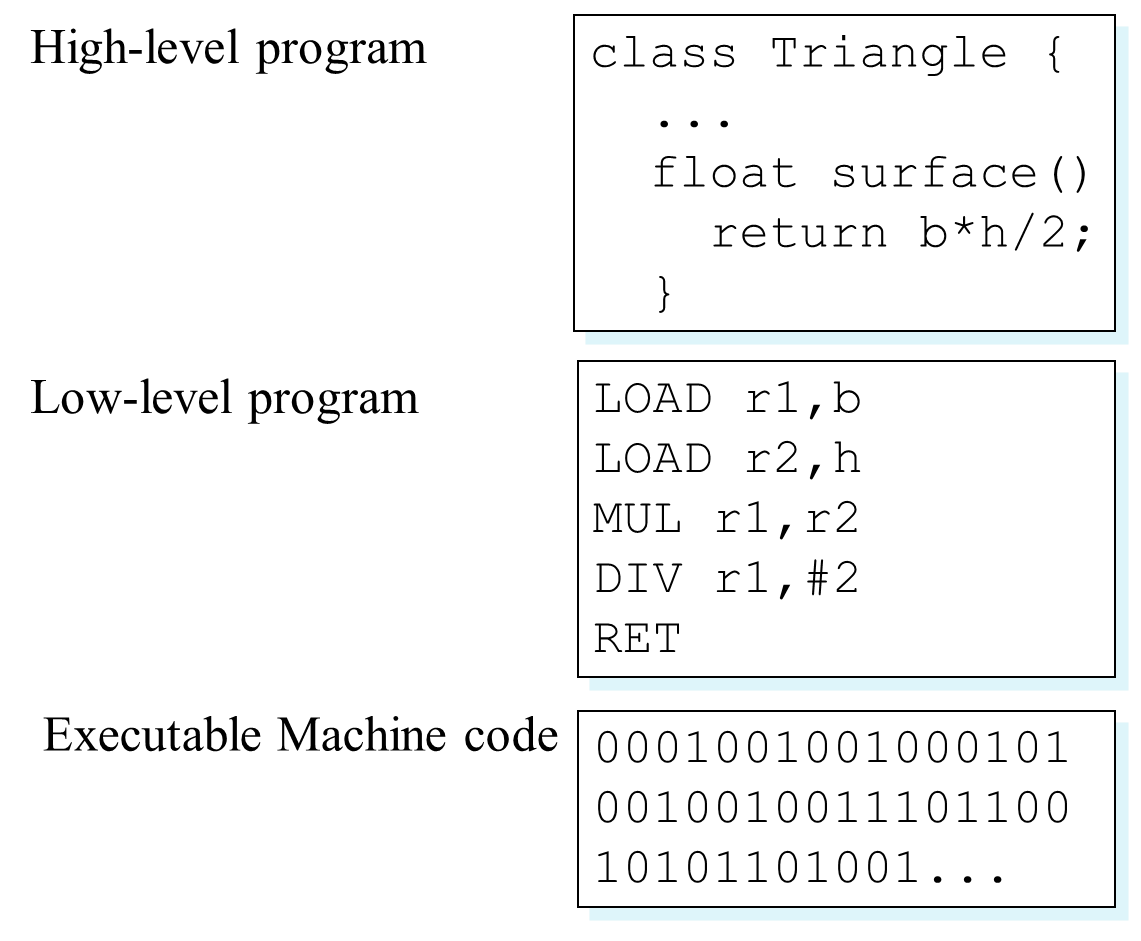 High-level program
class Triangle {
...
float surface()
return b*h/2;
}
Low-level program
LOAD r1,b
LOAD r2,h
MUL r1,r2
DIV r1,#2
RET
Executable Machine code
0001001001000101
0010010011101100
10101101001...